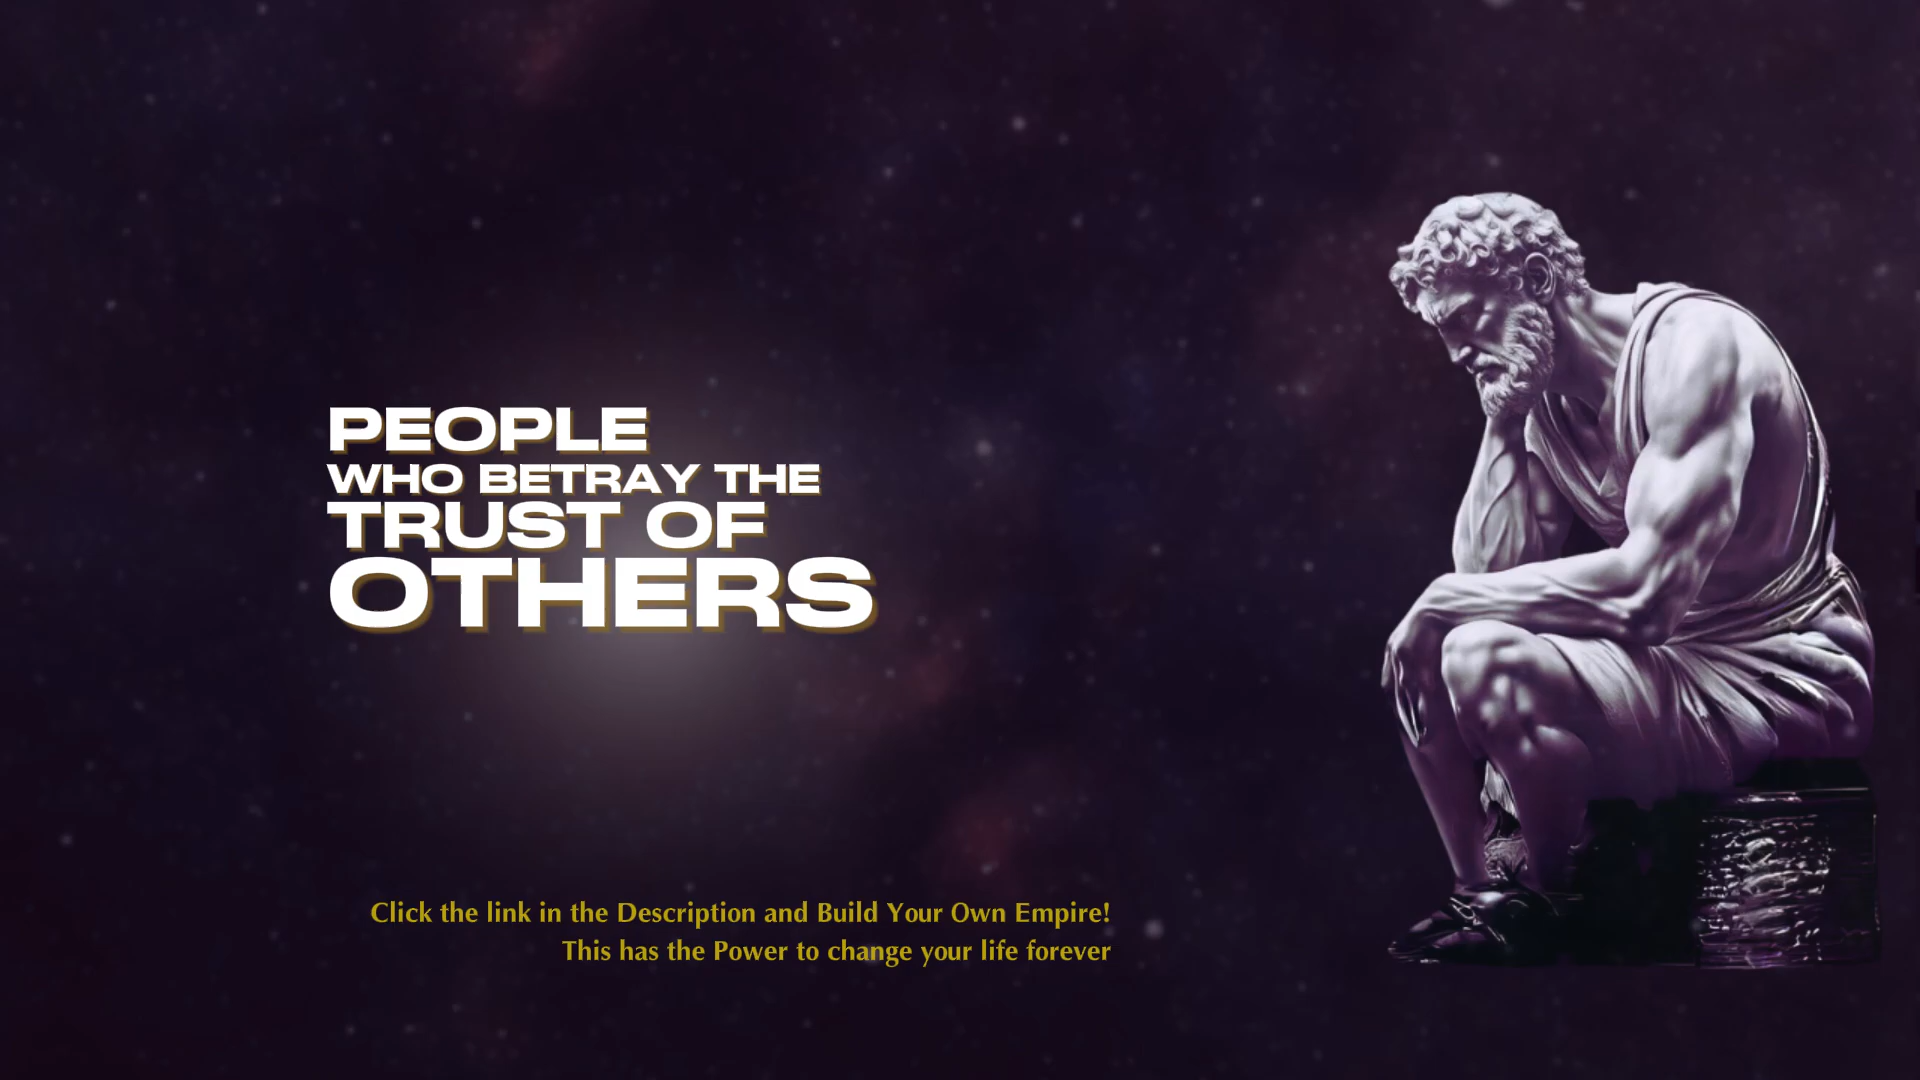 PEOPLE
WHO BETRAY THE
TRUST OF
OTHERS
Click the link in the Description and Build Your Own Empire!
This has the Power to change your life forever